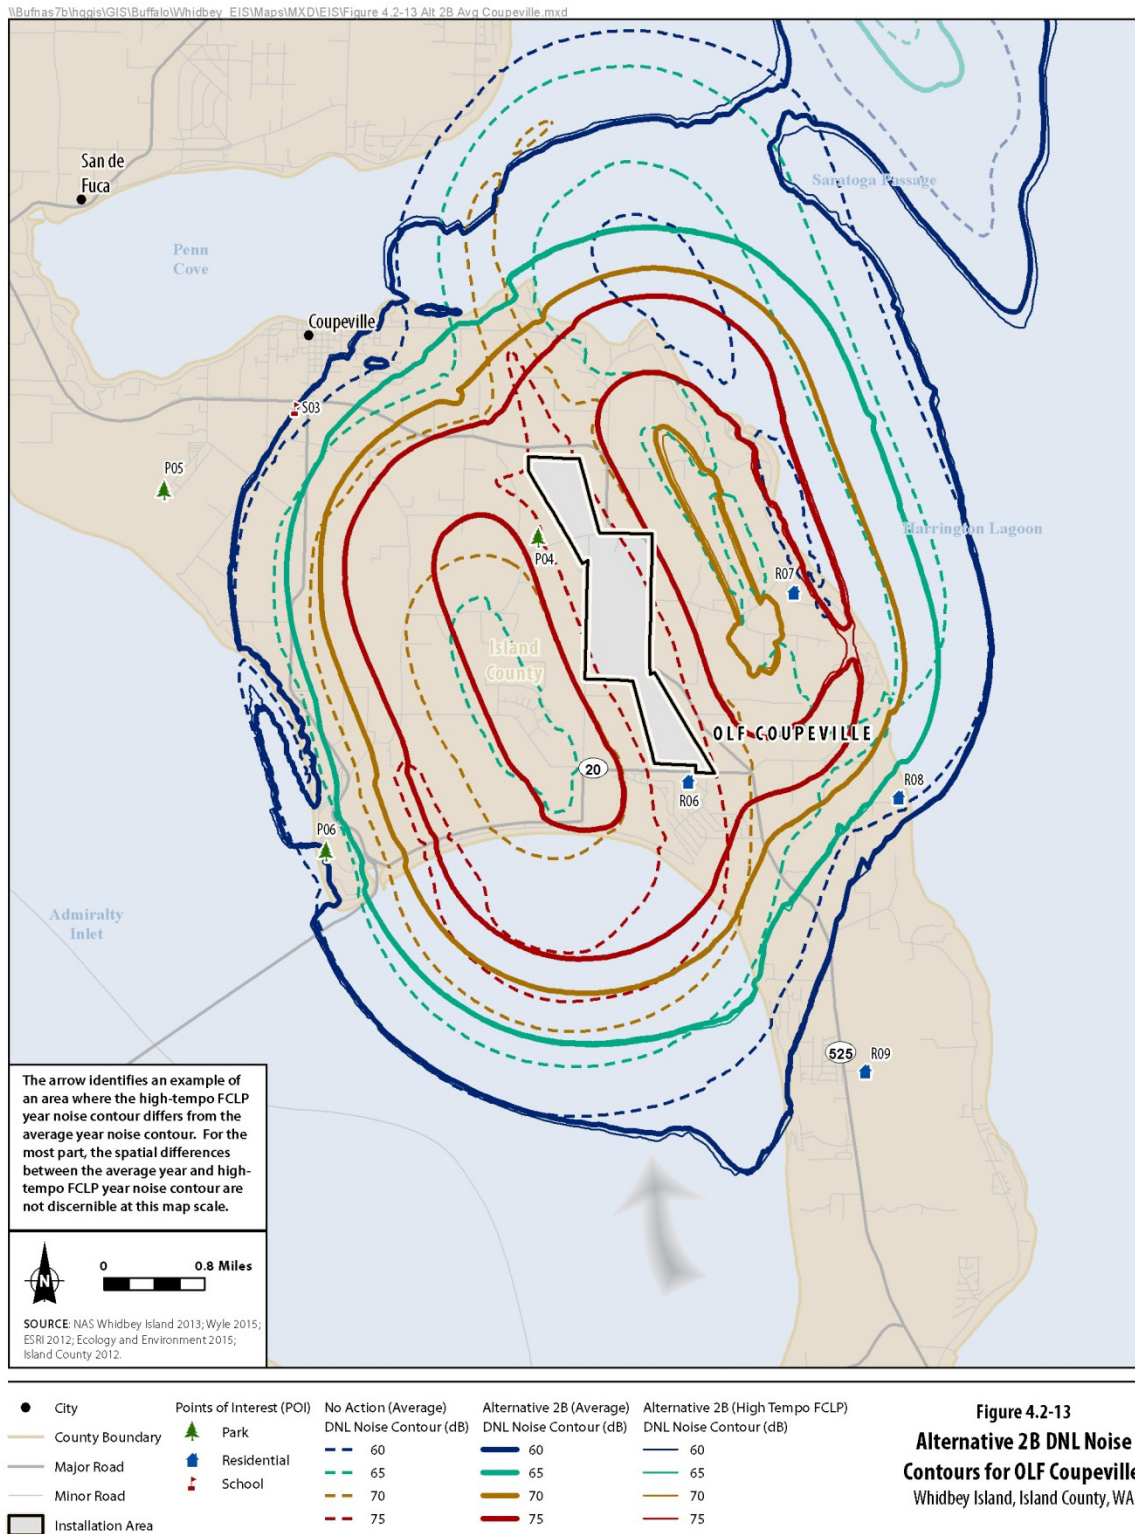 \\Bufnas7b\hqgis\GIS\Buffalo\Whidbey_EIS\Maps\MXD\EIS\Figure 4.2-13 Alt 2B Avg Coupeville.mxd
San de
Fuca
Saratoga Passage
Penn
Cove
Coupeville
S03
P05
Harrington Lagoon
P04
R07
Island
County
OLF COUPEVILLE
20
R06
R08
P06
Admiralty
Inlet
525
R09
The arrow identifies an example of
an area where the high-tempo FCLP
year noise contour differs from the
average year noise contour. For the
most part, the spatial differences
between the average year and high-
tempo FCLP year noise contour are
not discernible at this map scale.
N
0 0.8 Miles
SOURCE: NAS Whidbey Island 2013; Wyle 2015;
ESRI 2012; Ecology and Environment 2015;
Island County 2012.
City
County Boundary
Major Road
Minor Road
Installation Area
Points of Interest (POI)
Park
Residential
School
No Action (Average)
DNL Noise Contour (dB)
60
65
70
75
Alternative 2B (Average)
DNL Noise Contour (dB)
60
65
70
75
Alternative 2B (High Tempo FCLP)
DNL Noise Contour (dB)
60
65
70
75
Figure 4.2-13
Alternative 2B DNL Noise
Contours for OLF Coupeville
Whidbey Island, Island County, WA